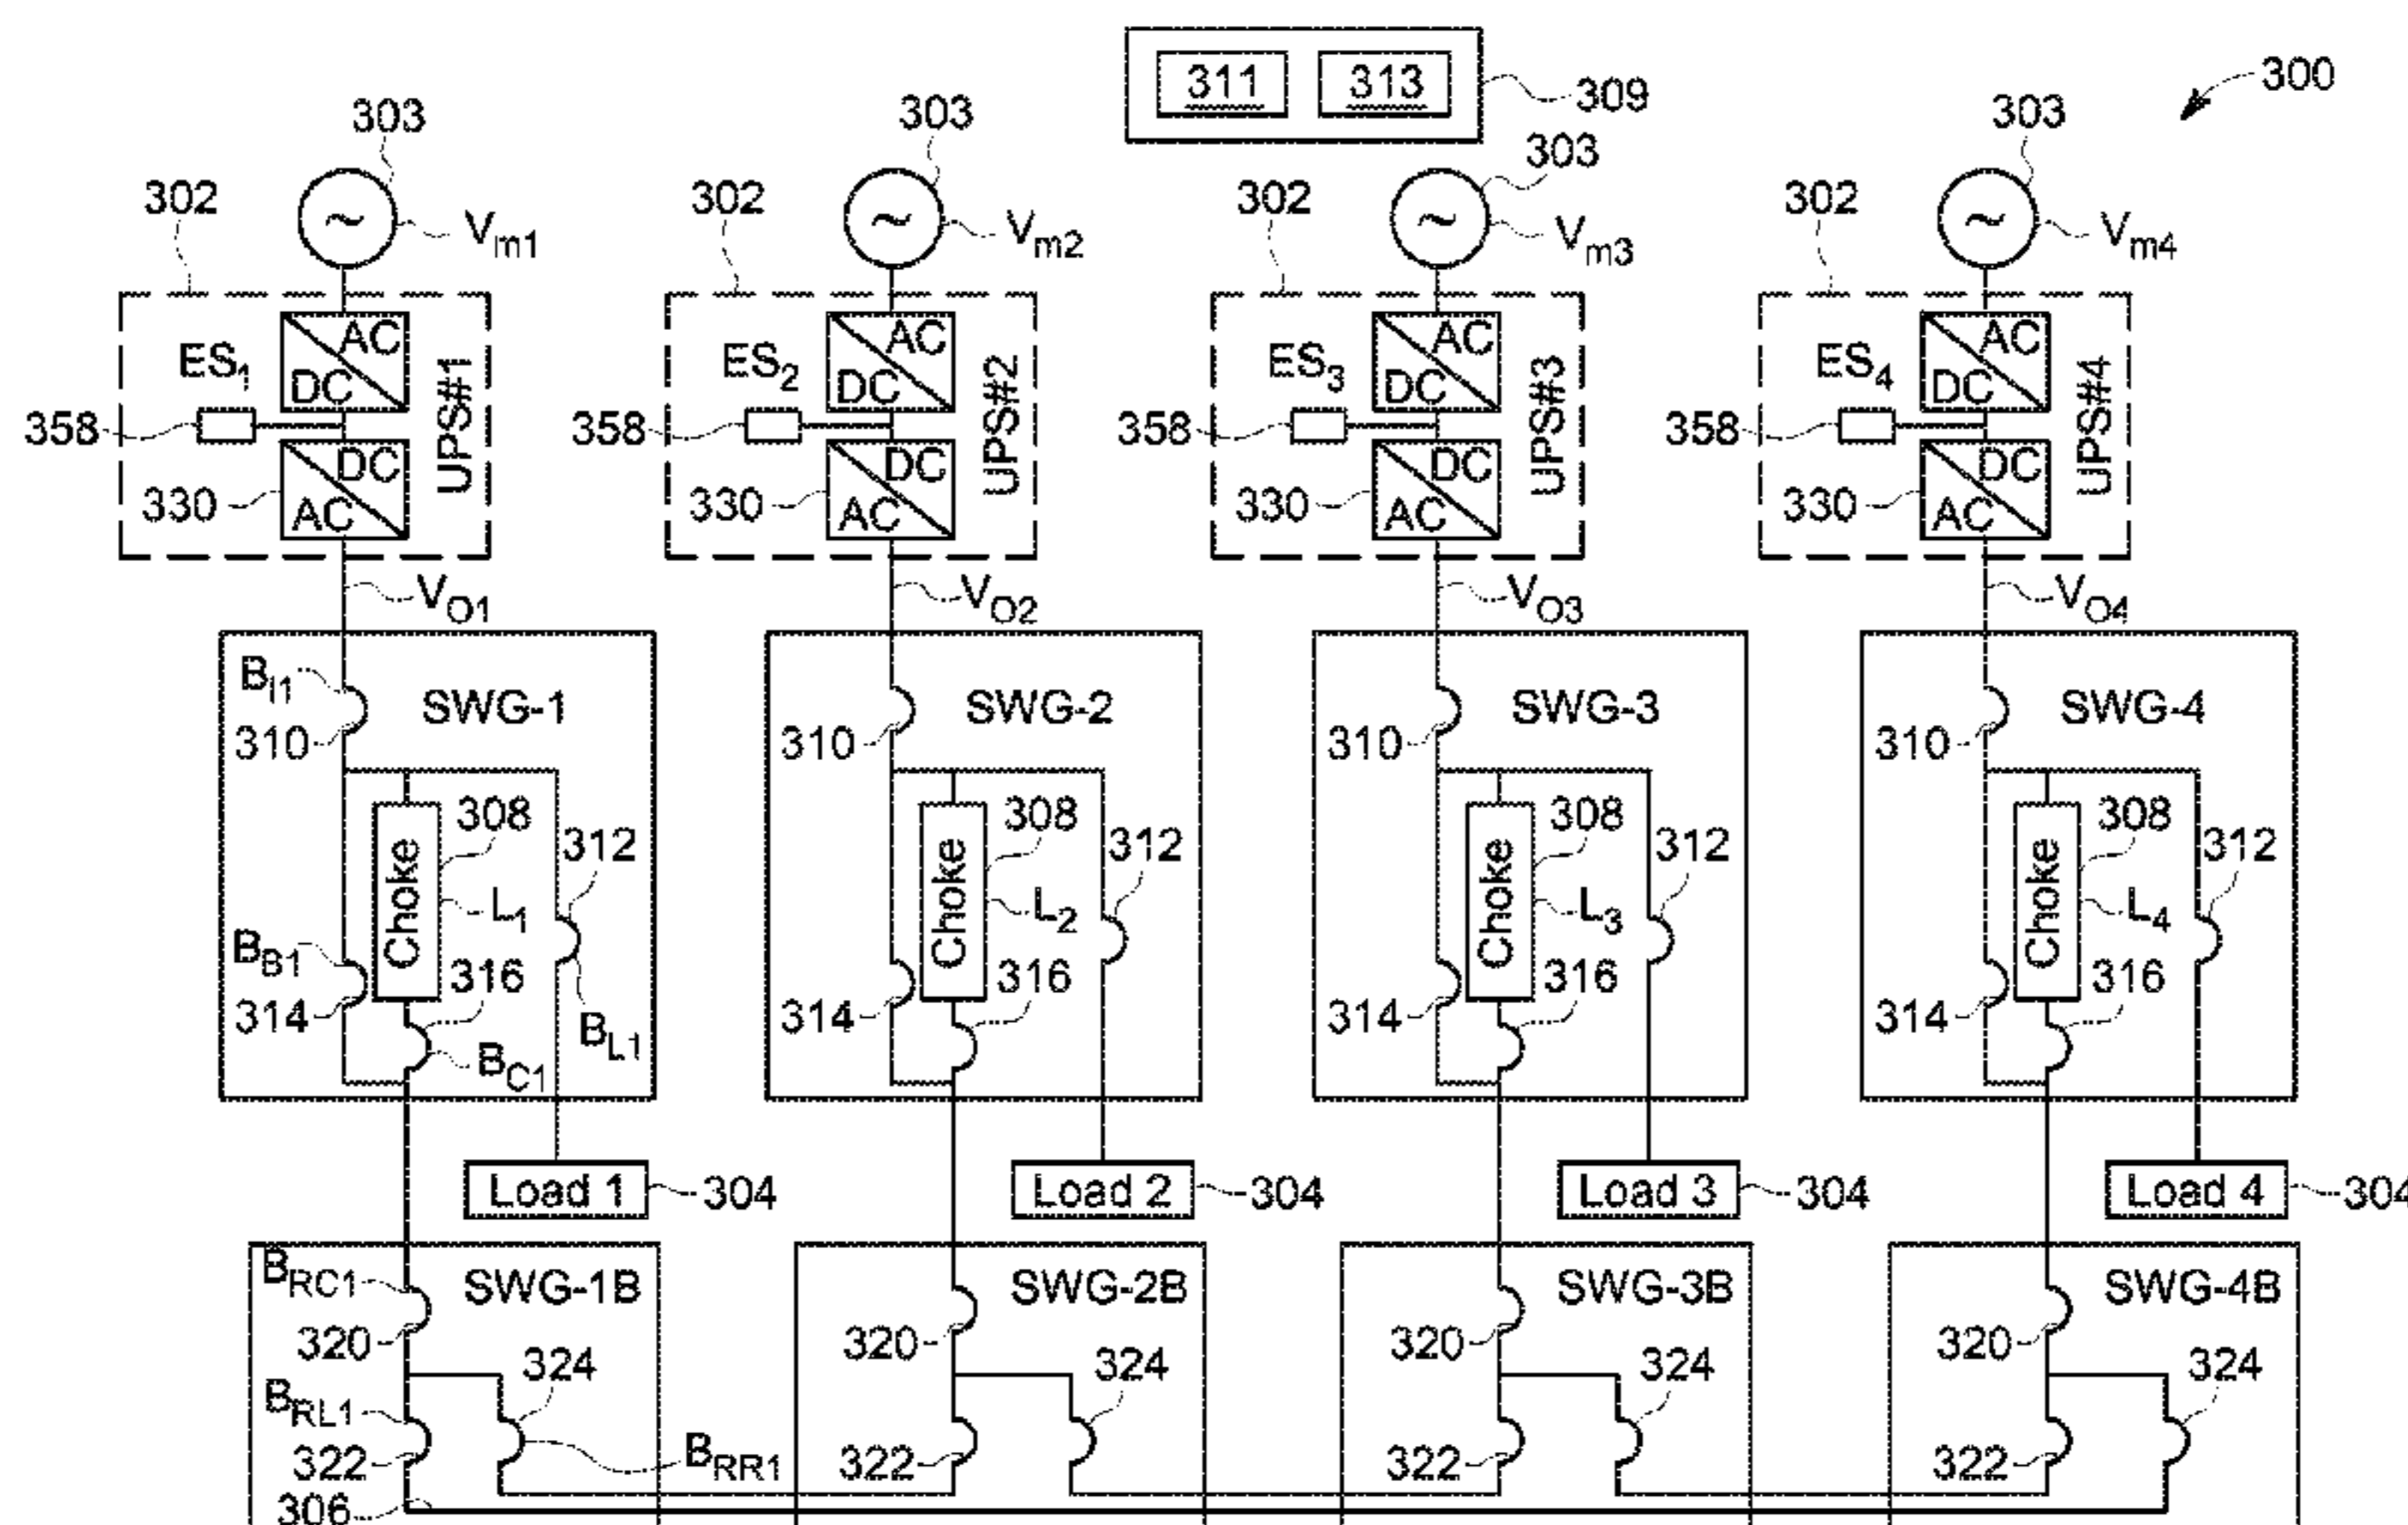 311 313 309 300
303 303 303 303
302 302 302 302
Vm1 Vm2 Vm3 Vm4
AC AC AC AC
ES1 ES2 ES3 ES4
DC DC DC DC
UPS#1 UPS#2 UPS#3 UPS#4
358 358 358 358
DC DC DC DC
330 330 330 330
AC AC AC AC
VO1 VO2 VO3 VO4
BI1 SWG-1 SWG-2 SWG-3 SWG-4
310 310 310 310
308 308 308 308
312 312 312 312
Choke Choke Choke Choke
L1 L2 L3 L4
BB1 316 316 316 316
314 314 314 314
BL1
BC1
Load 1 304 Load 2 304 Load 3 304 Load 4 304
BRC1 SWG-1B SWG-2B SWG-3B SWG-4B
320 320 320 320
324 324 324 324
BRL1
322 BRR1 322 322 322
306